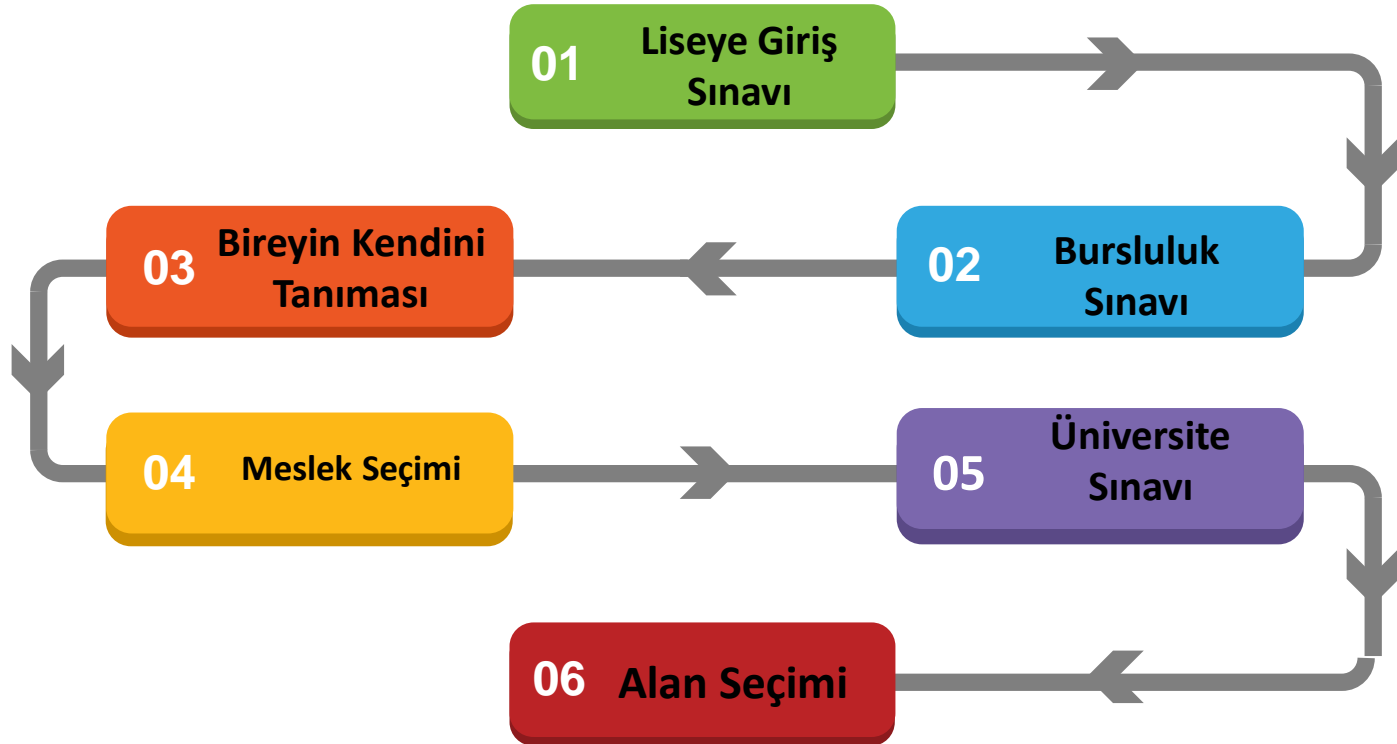 01
Liseye Giriş
Sınavı
02
Bursluluk
Sınavı
03
Bireyin Kendini
Tanıması
04
Meslek Seçimi
05
Üniversite
Sınavı
06
Alan Seçimi